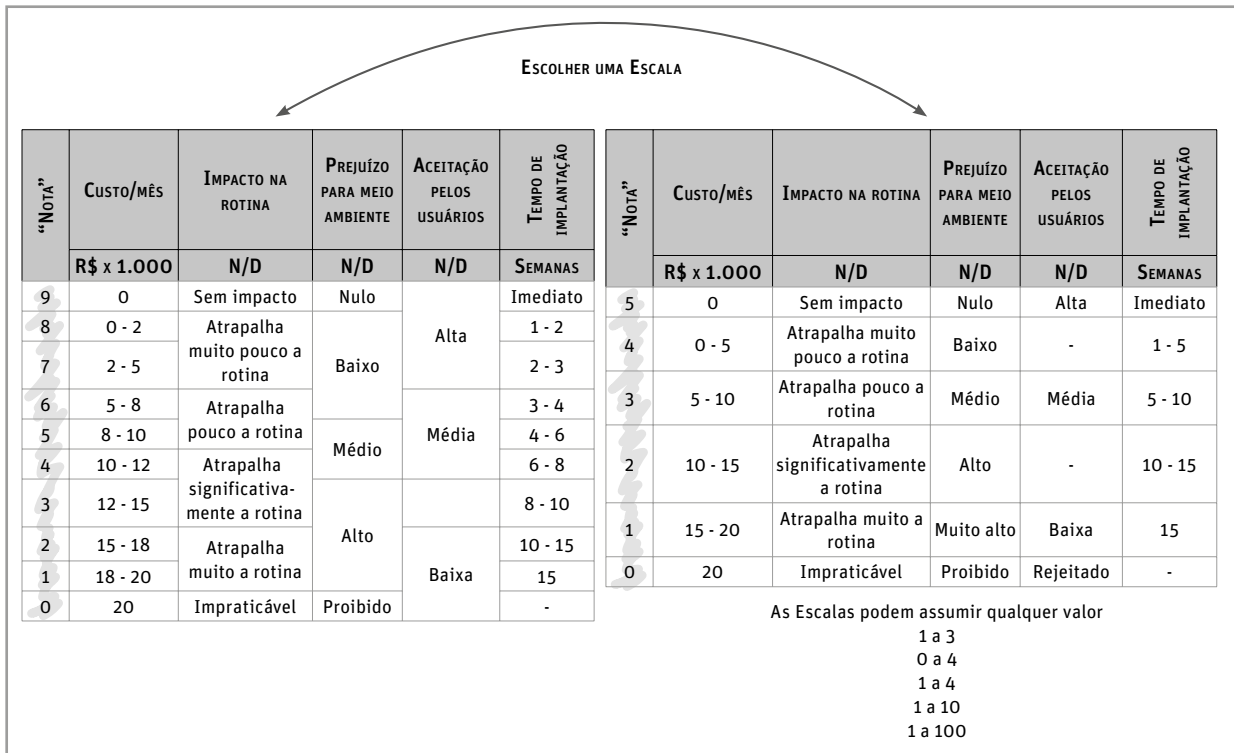 Escolher uma Escala
"Nota" Custo/mês Impacto na rotina Prejuízo para meio ambiente Aceitação pelos usuários Tempo de implantação
R$ x 1.000 N/D N/D N/D Semanas
9 0 Sem impacto Nulo Alta Imediato
8 0 - 2 Atrapalha muito pouco a rotina Baixo 1 - 2
7 2 - 5 2 - 3
6 5 - 8 Atrapalha pouco a rotina Média 3 - 4
5 8 - 10 Médio 4 - 6
4 10 - 12 Atrapalha significativa-mente a rotina 6 - 8
3 12 - 15 Alto 8 - 10
2 15 - 18 Atrapalha muito a rotina Baixa 10 - 15
1 18 - 20 15
0 20 Impraticável Proibido -
"Nota" Custo/mês Impacto na rotina Prejuízo para meio ambiente Aceitação pelos usuários Tempo de implantação
R$ x 1.000 N/D N/D N/D Semanas
5 0 Sem impacto Nulo Alta Imediato
4 0 - 5 Atrapalha muito pouco a rotina Baixo - 1 - 5
3 5 - 10 Atrapalha pouco a rotina Médio Média 5 - 10
2 10 - 15 Atrapalha significativamente a rotina Alto - 10 - 15
1 15 - 20 Atrapalha muito a rotina Muito alto Baixa 15
0 20 Impraticável Proibido Rejeitado -
As Escalas podem assumir qualquer valor
1 a 3
0 a 4
1 a 4
1 a 10
1 a 100